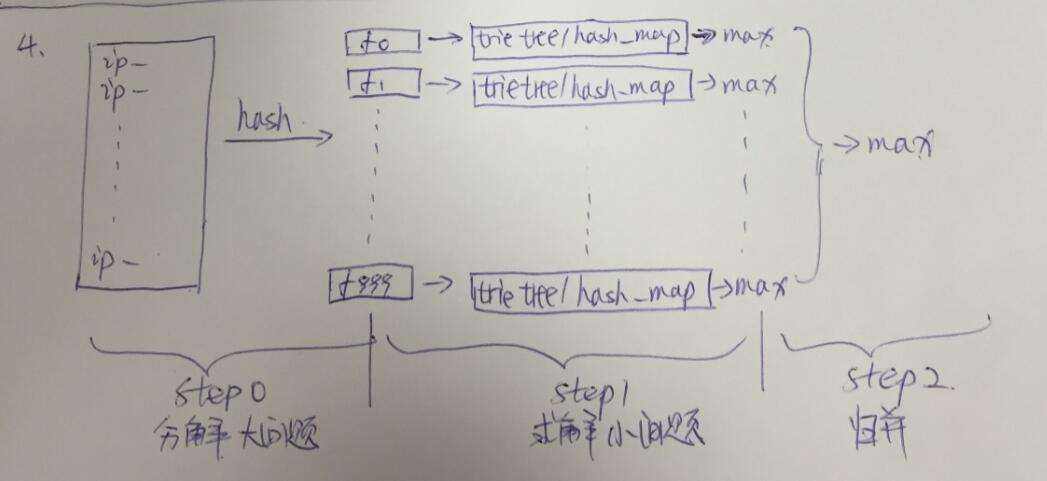 4.
ip-
ip-
ip-
hash
f0 → trie tree/hash_map → max
f1 → trie tree/hash_map → max
f999 → trie tree/hash_map → max
→ max
step 0
分解大问题
step 1
求解小问题
step 2.
归并